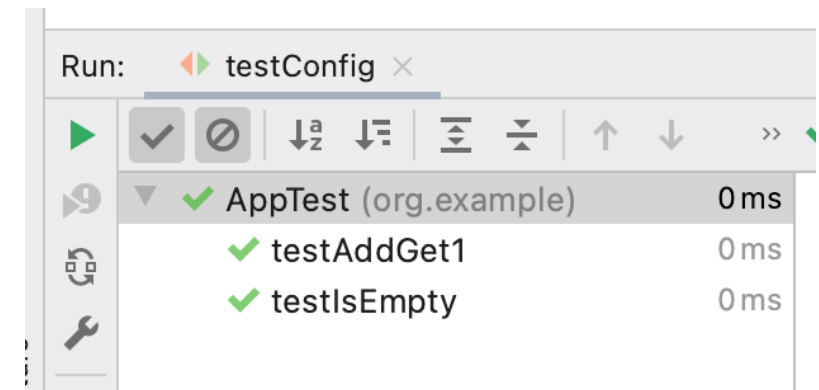 Run: testConfig
AppTest (org.example) 0 ms
testAddGet1 0 ms
testIsEmpty 0 ms